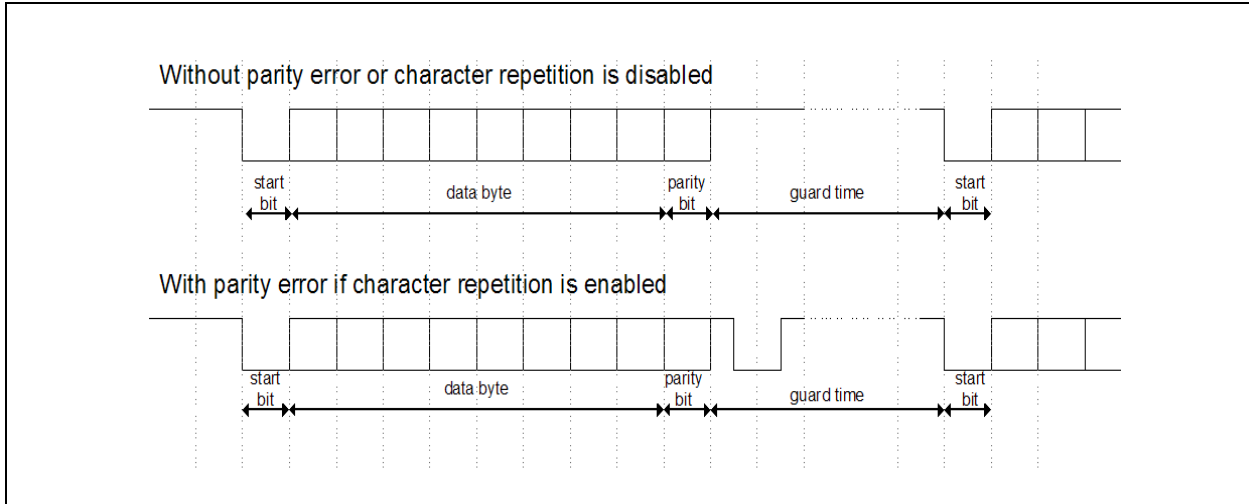 Without parity error or character repetition is disabled
start
bit
data byte
parity
bit
guard time
start
bit
With parity error if character repetition is enabled
start
bit
data byte
parity
bit
guard time
start
bit